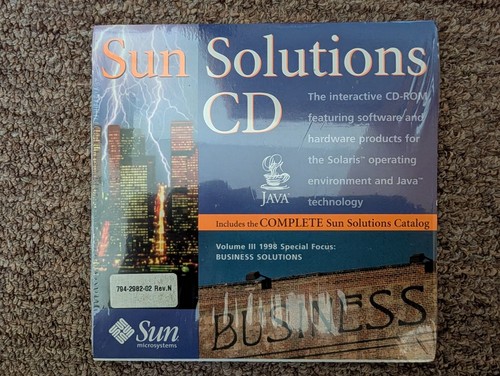 Sun Solutions
CD
The interactive CD-ROM
featuring software and
hardware products for
the Solaris™ operating
environment and Java™
technology
JAVA™
Includes the COMPLETE Sun Solutions Catalog
Volume III 1998 Special Focus:
BUSINESS SOLUTIONS
704-2982-02 Rev.N
BUSINESS
Sun
microsystems